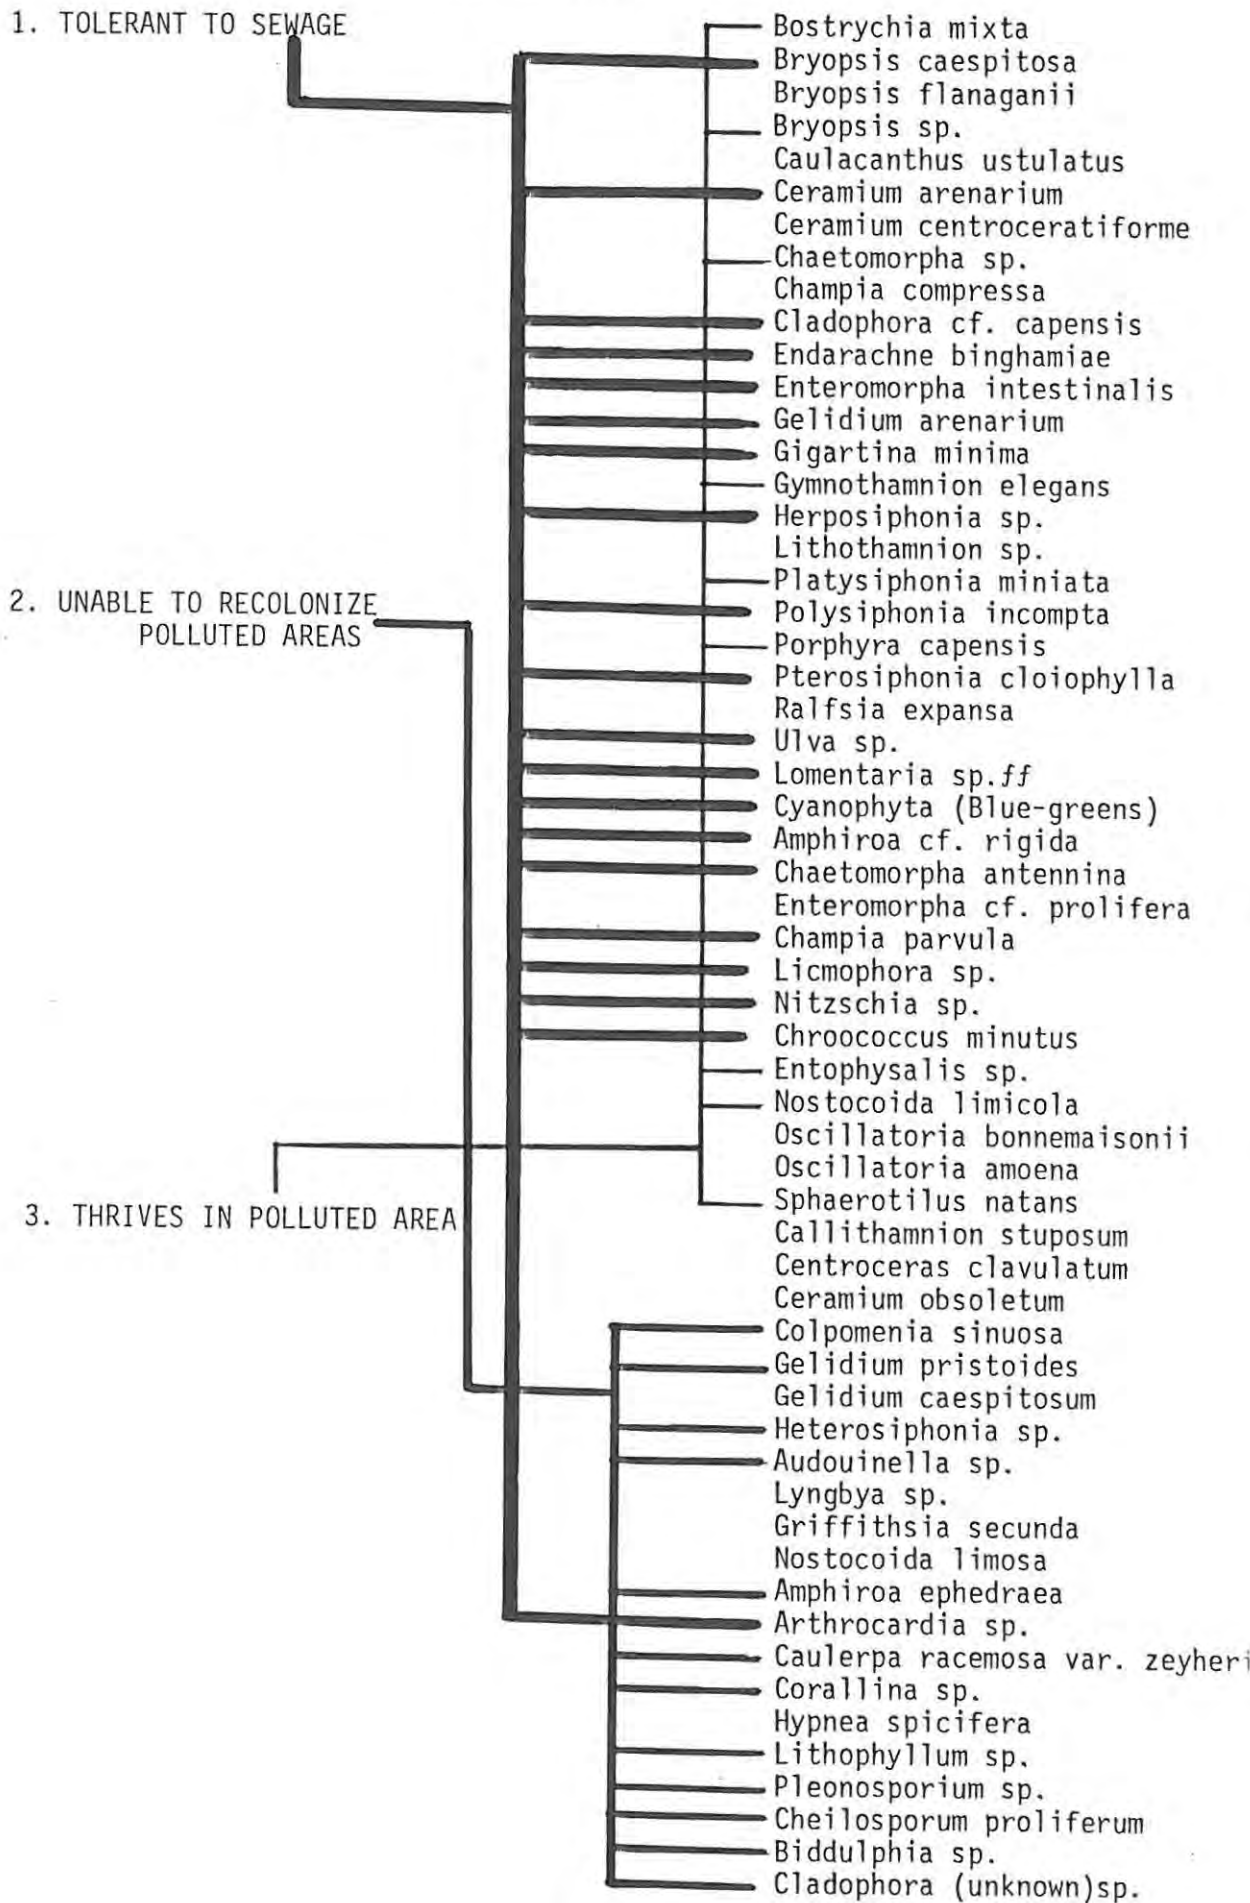 1. TOLERANT TO SEWAGE
2. UNABLE TO RECOLONIZE
POLLUTED AREAS
3. THRIVES IN POLLUTED AREA
Bostrychia mixta
Bryopsis caespitosa
Bryopsis flanaganii
Bryopsis sp.
Caulacanthus ustulatus
Ceramium arenarium
Ceramium centroceratiforme
Chaetomorpha sp.
Champia compressa
Cladophora cf. capensis
Endarachne binghamiae
Enteromorpha intestinalis
Gelidium arenarium
Gigartina minima
Gymnothamnion elegans
Herposiphonia sp.
Lithothamnion sp.
Platysiphonia miniata
Polysiphonia incompta
Porphyra capensis
Pterosiphonia cloiophylla
Ralfsia expansa
Ulva sp.
Lomentaria sp.ff
Cyanophyta (Blue-greens)
Amphiroa cf. rigida
Chaetomorpha antennina
Enteromorpha cf. prolifera
Champia parvula
Licmophora sp.
Nitzschia sp.
Chroococcus minutus
Entophysalis sp.
Nostocoida limicola
Oscillatoria bonnemaisonii
Oscillatoria amoena
Sphaerotilus natans
Callithamnion stuposum
Centroceras clavulatum
Ceramium obsoletum
Colpomenia sinuosa
Gelidium pristoides
Gelidium caespitosum
Heterosiphonia sp.
Audouinella sp.
Lyngbya sp.
Griffithsia secunda
Nostocoida limosa
Amphiroa ephedraea
Arthrocardia sp.
Caulerpa racemosa var. zeyheri
Corallina sp.
Hypnea spicifera
Lithophyllum sp.
Pleonosporium sp.
Cheilosporum proliferum
Biddulphia sp.
Cladophora (unknown)sp.